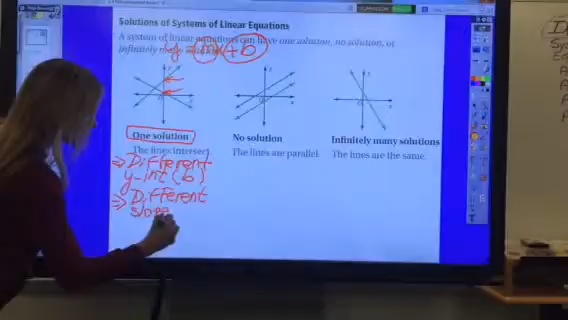 Solutions of Systems of Linear Equations
A system of linear equations can have one solution, no solution, or
infinitely many
y = mx + b
One solution
No solution
Infinitely many solutions
The lines intersect.
The lines are parallel.
The lines are the same.
⇒ Different
y-int (b)
⇒ Different
slope